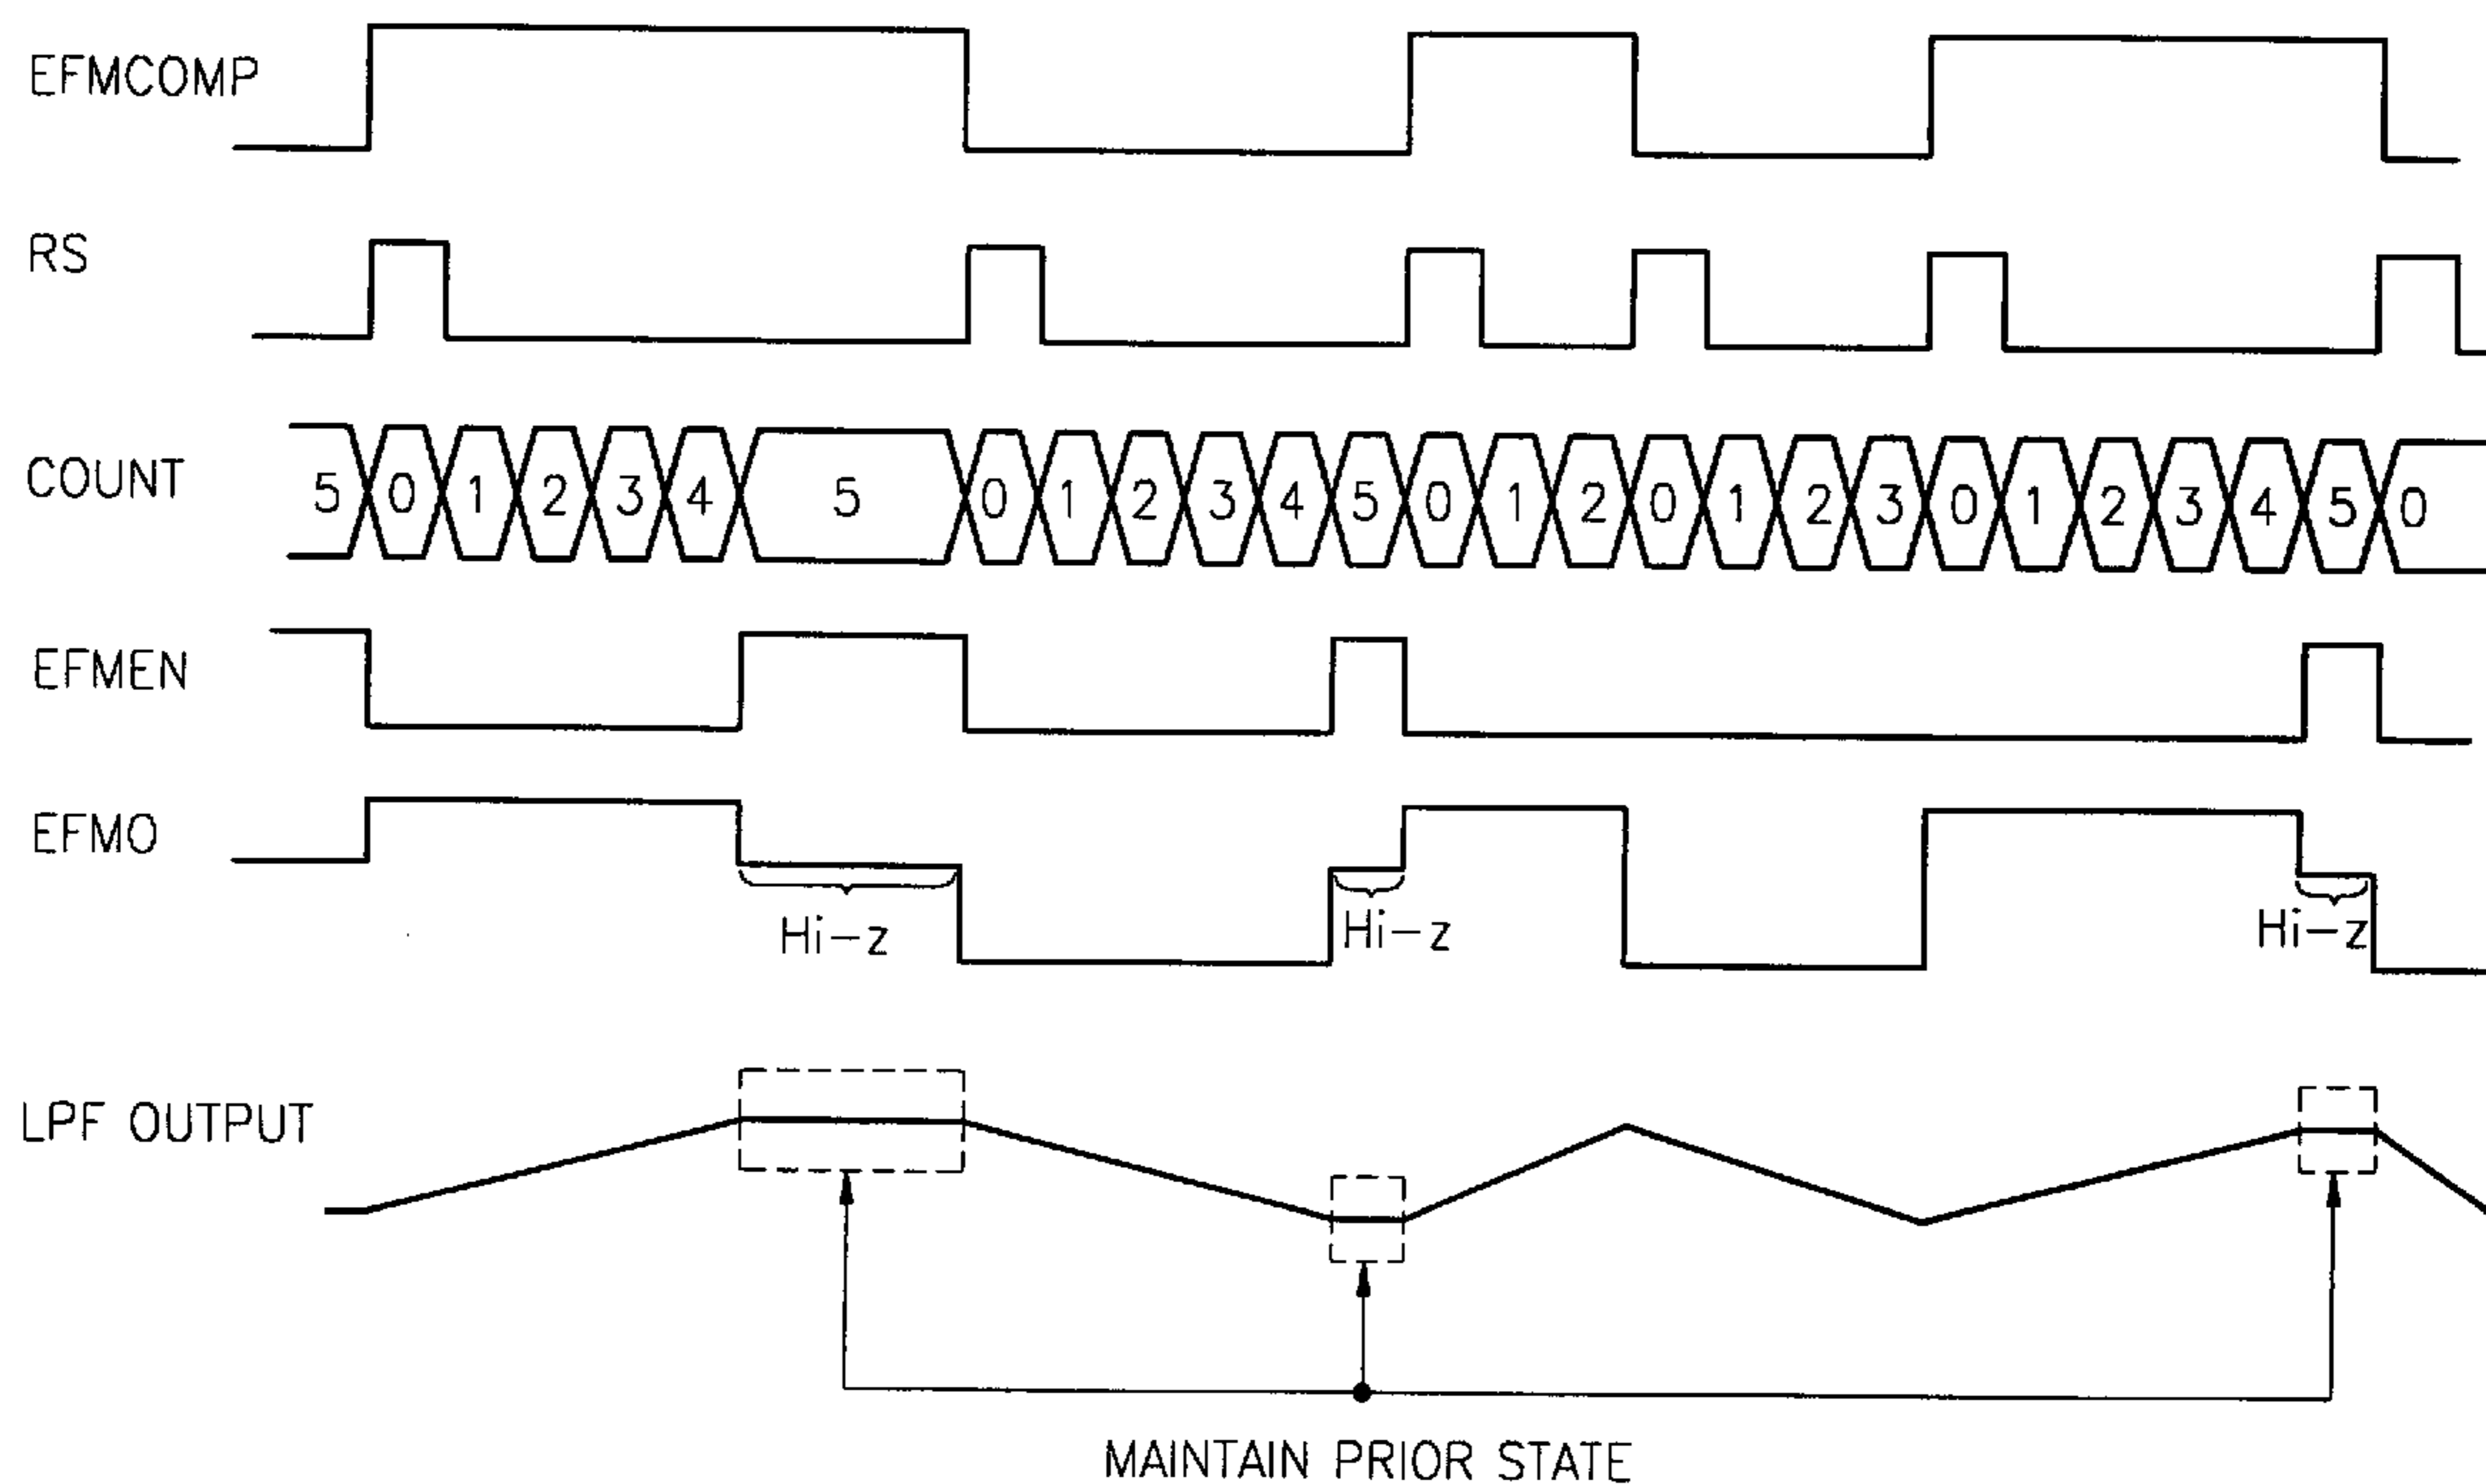 EFMCOMP
RS
COUNT 5 0 1 2 3 4 5 0 1 2 3 4 5 0 1 2 0 1 2 3 0 1 2 3 4 5 0
EFMEN
EFMO
Hi-z Hi-z Hi-z
LPF OUTPUT
MAINTAIN PRIOR STATE